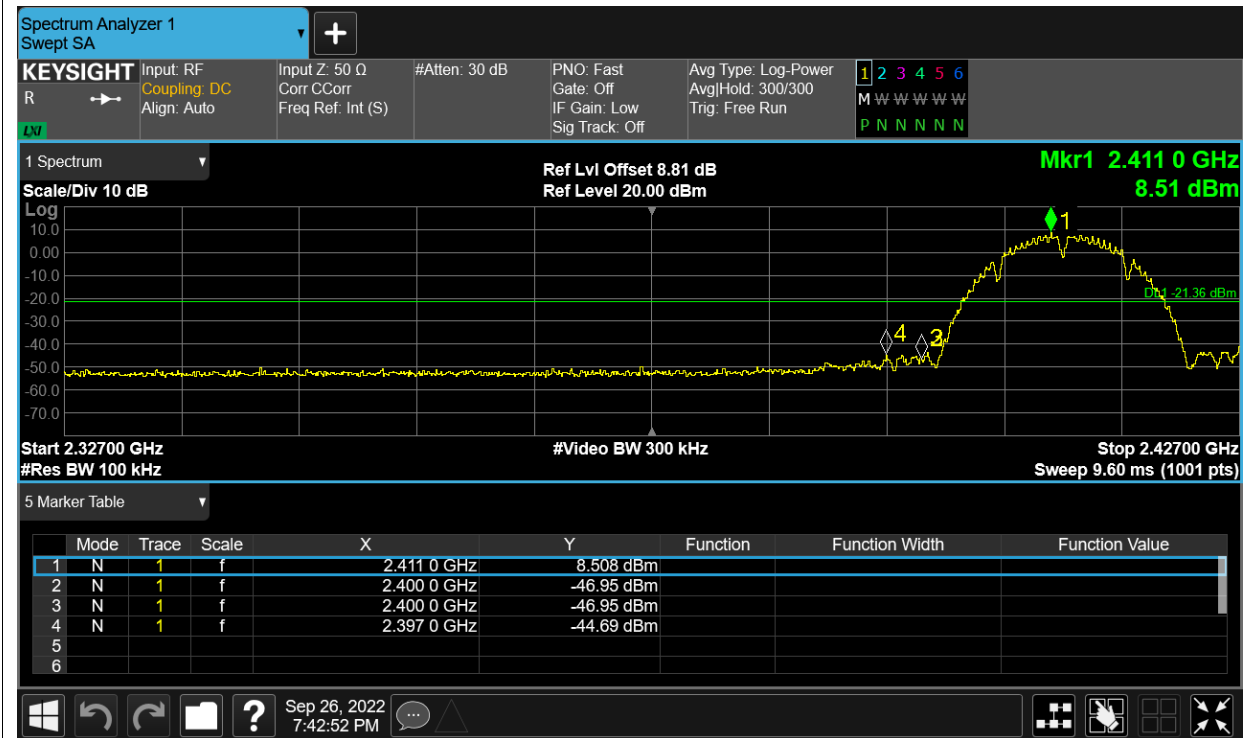 Spectrum Analyzer 1
Swept SA
+
KEYSIGHT Input: RF Input Z: 50 Ω #Atten: 30 dB PNO: Fast Avg Type: Log-Power 1 2 3 4 5 6
R Coupling: DC Corr CCorr Gate: Off Avg|Hold: 300/300 M W W W W W
Align: Auto Freq Ref: Int (S) IF Gain: Low Trig: Free Run
LXI Sig Track: Off P N N N N N
1 Spectrum Ref Lvl Offset 8.81 dB Mkr1 2.411 0 GHz
Scale/Div 10 dB Ref Level 20.00 dBm 8.51 dBm
Log
1
10.0
0.00
-10.0
-20.0
-30.0
-40.0
-50.0
-60.0
-70.0
-21.36 dBm
4
Start 2.32700 GHz #Video BW 300 kHz Stop 2.42700 GHz
#Res BW 100 kHz Sweep 9.60 ms (1001 pts)
5 Marker Table
Mode Trace Scale X Y Function Function Width Function Value
1 N 1 f 2.411 0 GHz 8.508 dBm
2 N 1 f 2.400 0 GHz -46.95 dBm
3 N 1 f 2.400 0 GHz -46.95 dBm
4 N 1 f 2.397 0 GHz -44.69 dBm
5
6
? Sep 26, 2022
7:42:52 PM